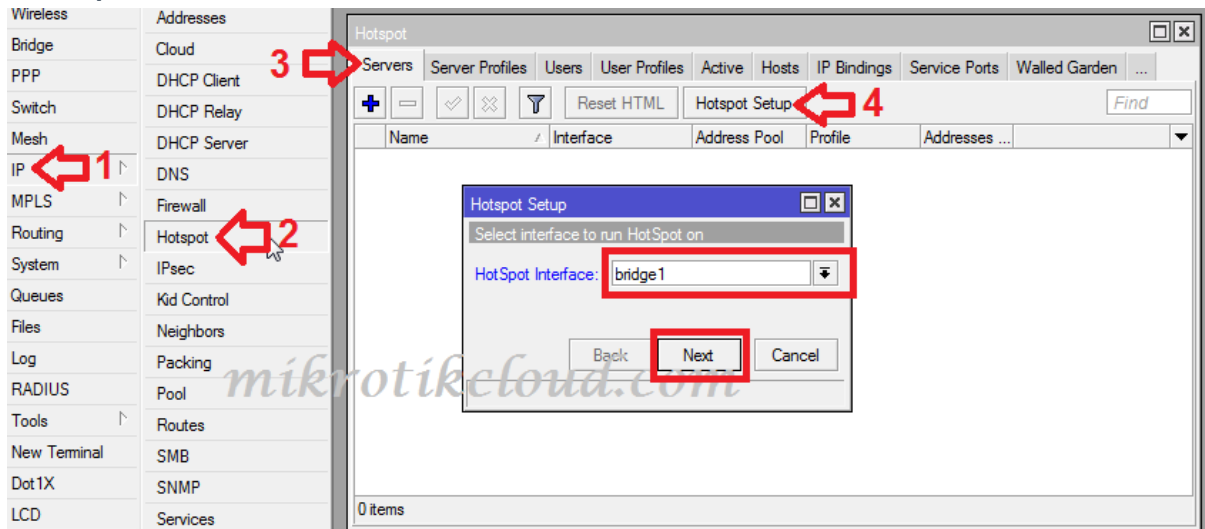 Wireless
Bridge
PPP
Switch
Mesh
IP
1
MPLS
Routing
System
Queues
Files
Log
RADIUS
Tools
New Terminal
Dot1X
LCD
Addresses
Cloud
DHCP Client
DHCP Relay
DHCP Server
DNS
Firewall
Hotspot
2
IPsec
Kid Control
Neighbors
Packing
Pool
Routes
SMB
SNMP
Services
Hotspot
3
Servers Server Profiles Users User Profiles Active Hosts IP Bindings Service Ports Walled Garden ...
Reset HTML Hotspot Setup 4 Find
Name Interface Address Pool Profile Addresses ...
Hotspot Setup
Select interface to run HotSpot on
HotSpot Interface: bridge1
Back Next Cancel
mikrotikcloud.com
0 items